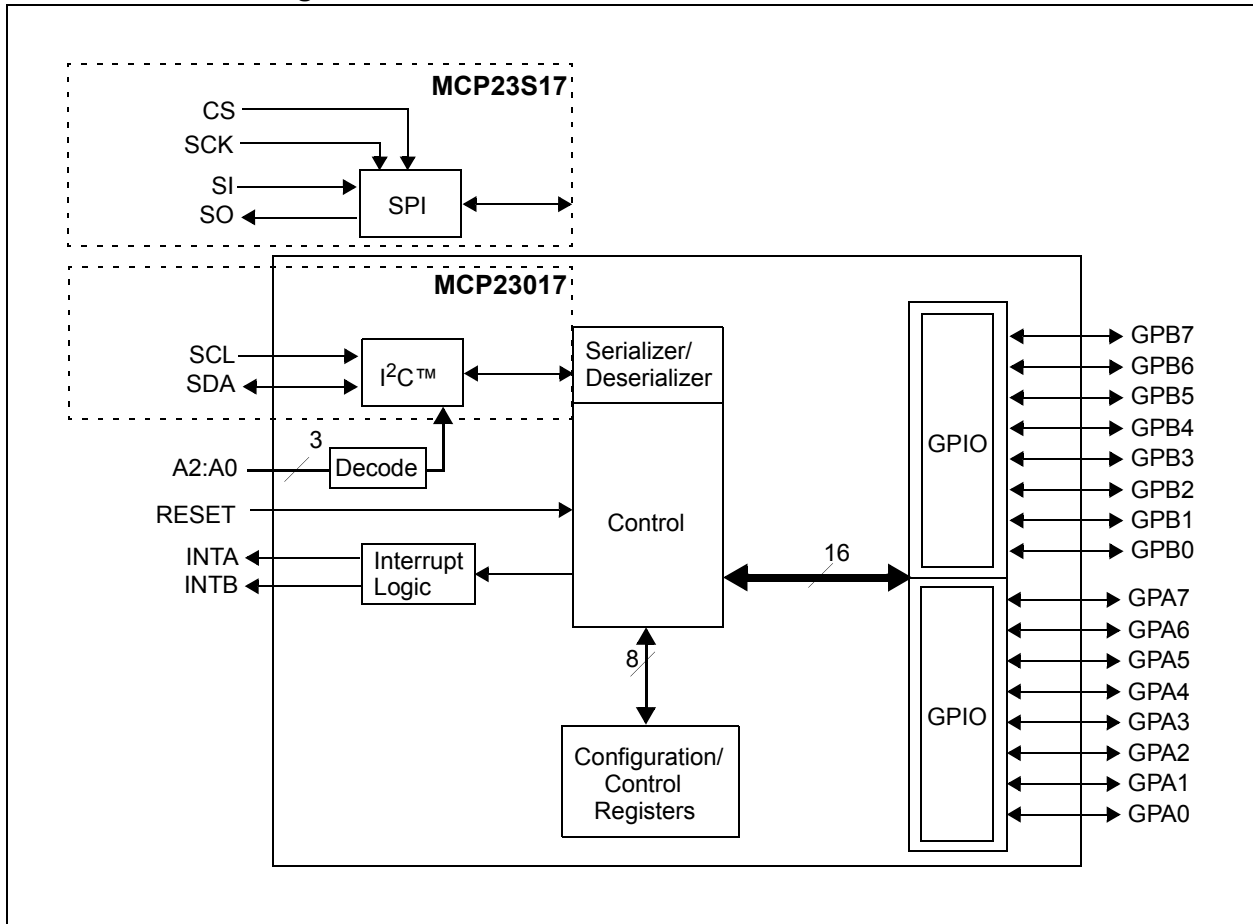 MCP23S17
CS
SCK
SI
SO
SPI
MCP23017
SCL
SDA
I²C™
Serializer/
Deserializer
A2:A0
3
Decode
RESET
Control
INTA
INTB
Interrupt
Logic
16
8
Configuration/
Control
Registers
GPIO
GPB7
GPB6
GPB5
GPB4
GPB3
GPB2
GPB1
GPB0
GPIO
GPA7
GPA6
GPA5
GPA4
GPA3
GPA2
GPA1
GPA0